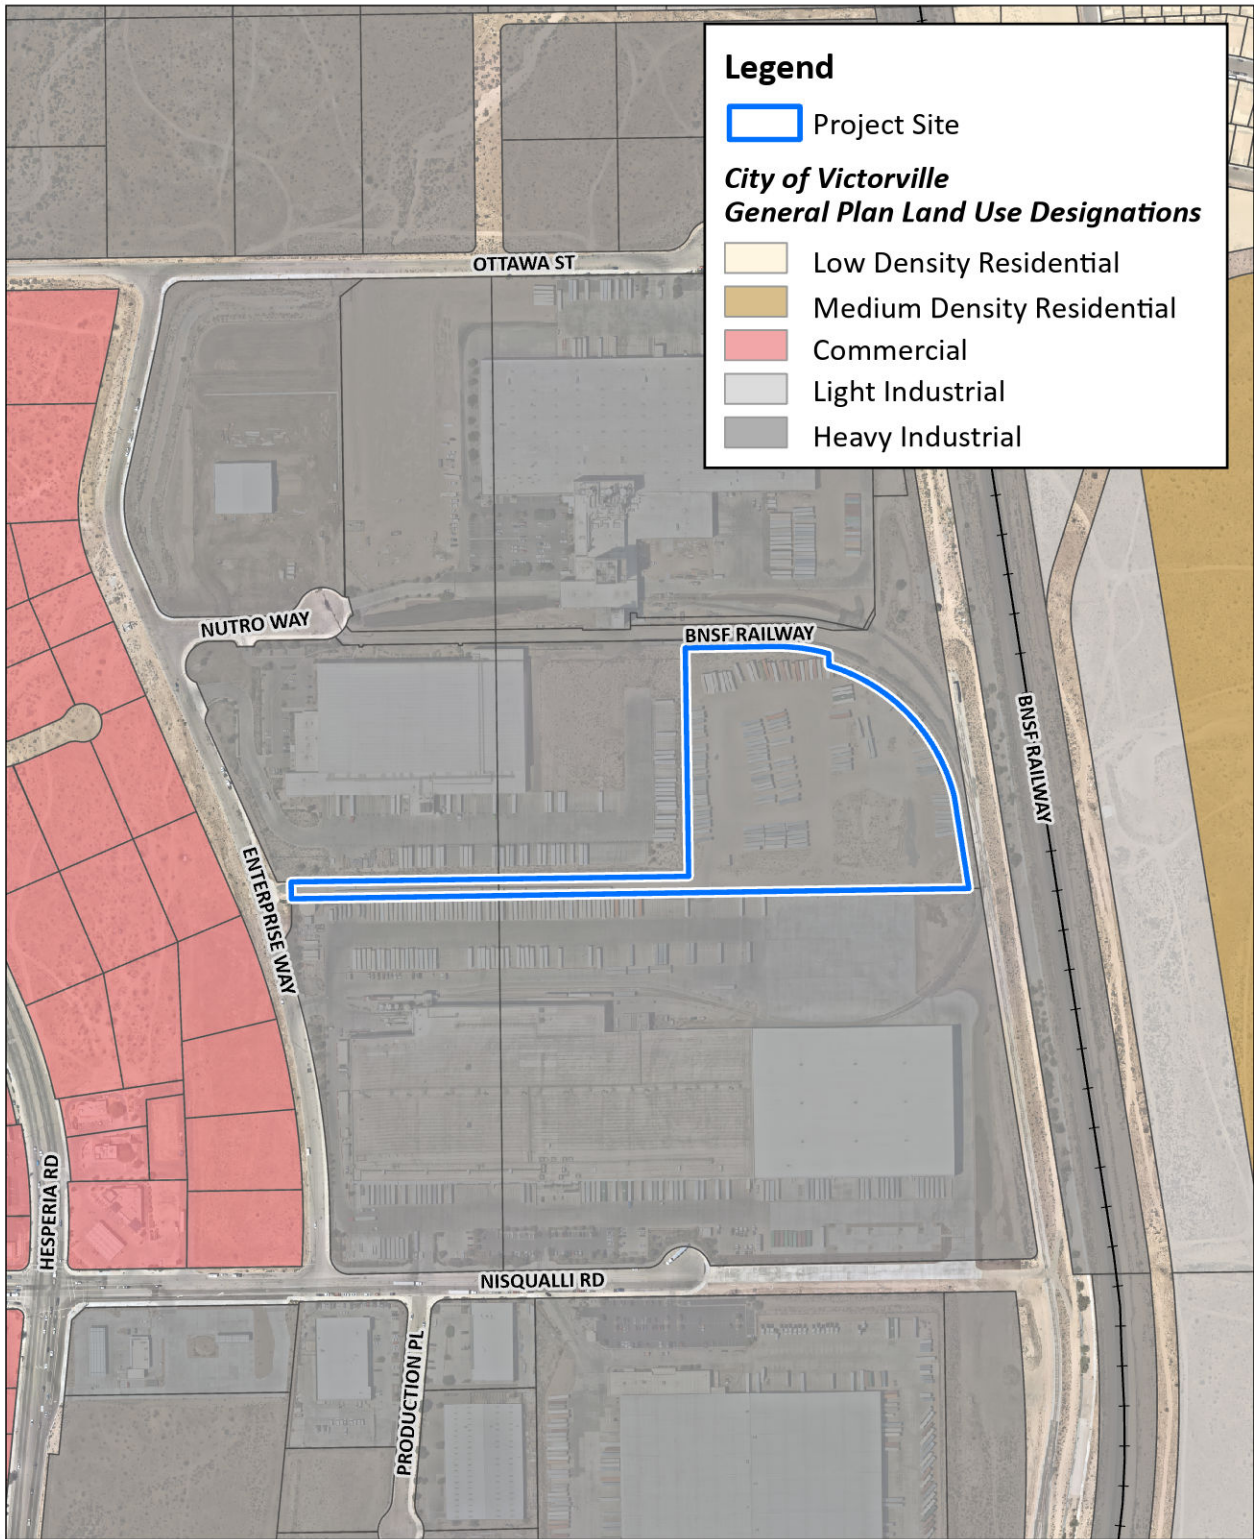 Legend
Project Site
City of Victorville
General Plan Land Use Designations
Low Density Residential
Medium Density Residential
Commercial
Light Industrial
Heavy Industrial
OTTAWA ST
NUTRO WAY
BNSF RAILWAY
BNSF RAILWAY
ENTERPRISE WAY
HESPERIA RD
NISQUALLI RD
PRODUCTION PL